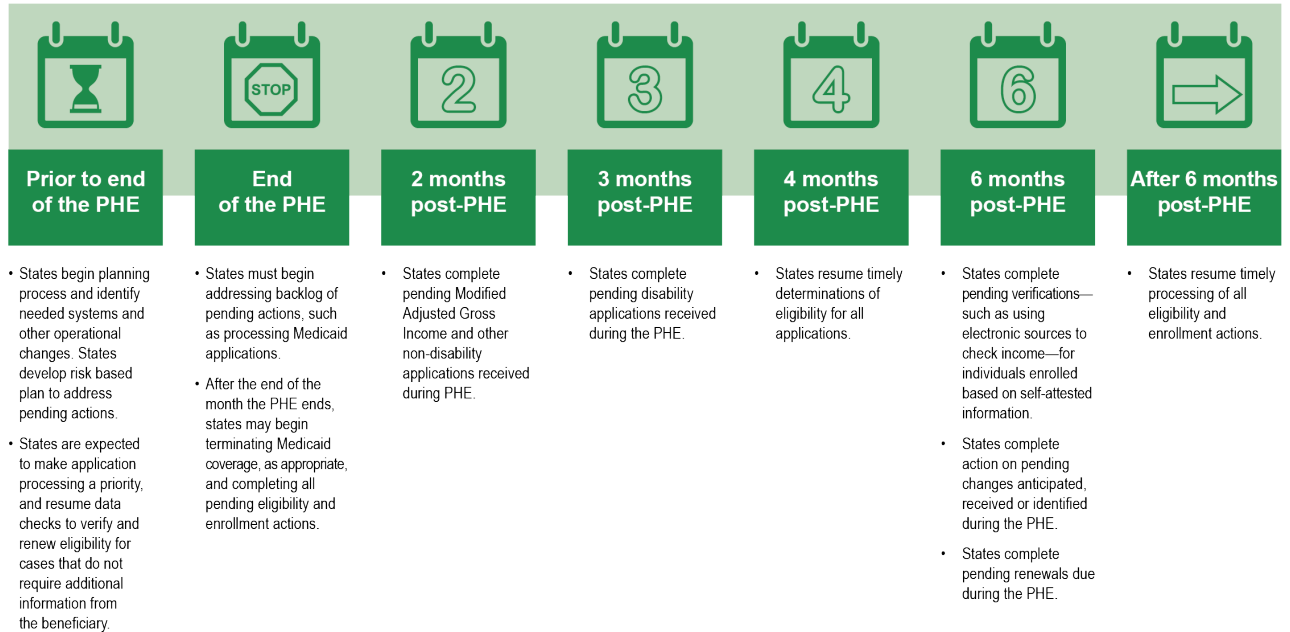 STOP
2
3
4
6
Prior to end
of the PHE
• States begin planning
process and identify
needed systems and
other operational
changes. States
develop risk based
plan to address
pending actions.
• States are expected
to make application
processing a priority,
and resume data
checks to verify and
renew eligibility for
cases that do not
require additional
information from
the beneficiary.
End
of the PHE
• States must begin
addressing backlog of
pending actions, such
as processing Medicaid
applications.
• After the end of the
month the PHE ends,
states may begin
terminating Medicaid
coverage, as appropriate,
and completing all
pending eligibility and
enrollment actions.
2 months
post-PHE
• States complete
pending Modified
Adjusted Gross
Income and other
non-disability
applications received
during PHE.
3 months
post-PHE
• States complete
pending disability
applications received
during the PHE.
4 months
post-PHE
• States resume timely
determinations of
eligibility for all
applications.
6 months
post-PHE
• States complete
pending verifications—
such as using
electronic sources to
check income—for
individuals enrolled
based on self-attested
information.
• States complete
action on pending
changes anticipated,
received or identified
during the PHE.
• States complete
pending renewals due
during the PHE.
After 6 months
post-PHE
• States resume timely
processing of all
eligibility and
enrollment actions.